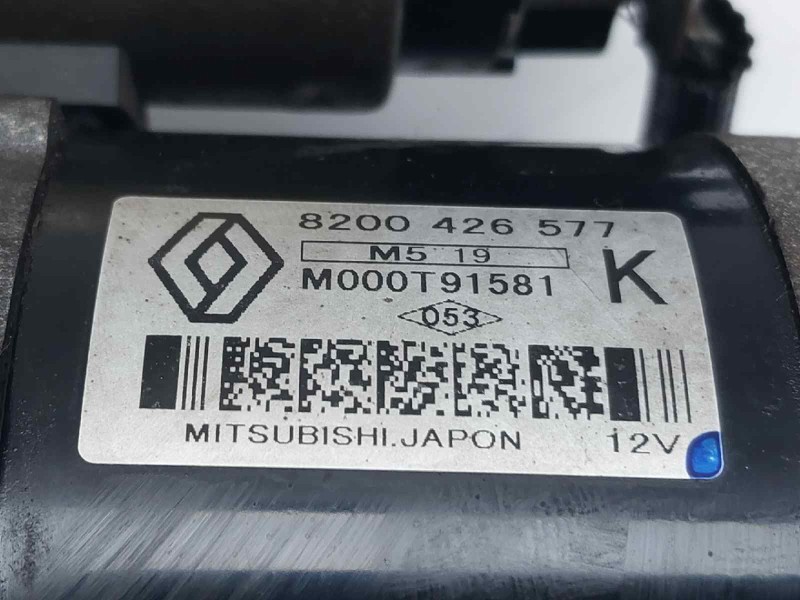 8200 426 577
M5 19
M000T91581
K
053
MITSUBISHI.JAPON
12V